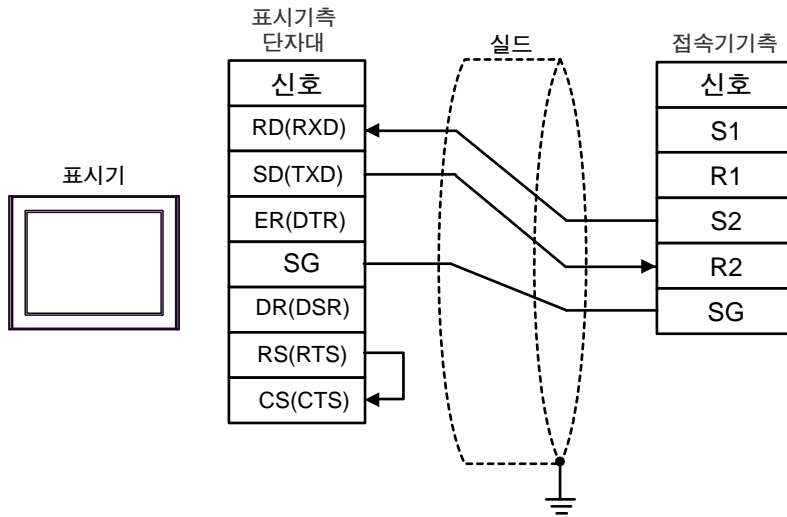 표시기
표시기측
단자대
신호
RD(RXD)
SD(TXD)
ER(DTR)
SG
DR(DSR)
RS(RTS)
CS(CTS)
실드
접속기기측
신호
S1
R1
S2
R2
SG